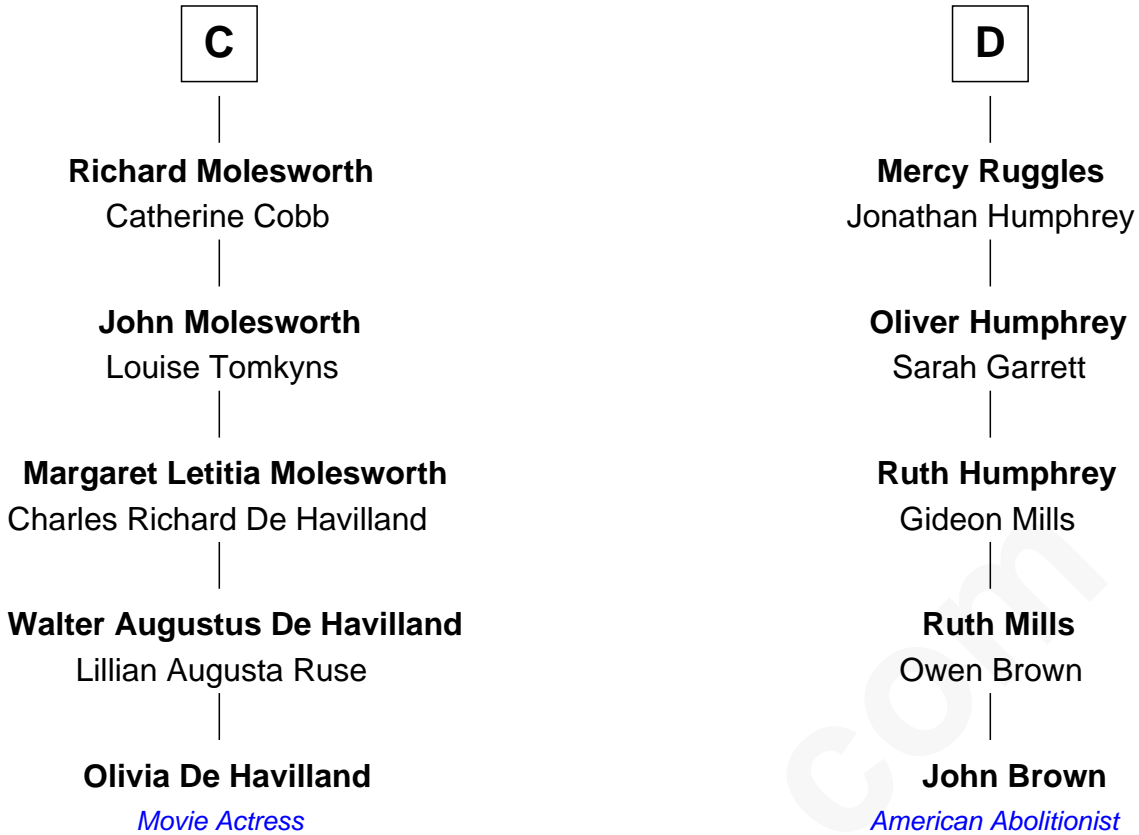 C
Richard Molesworth
Catherine Cobb
John Molesworth
Louise Tomkyns
Margaret Letitia Molesworth
Charles Richard De Havilland
Walter Augustus De Havilland
Lillian Augusta Ruse
Olivia De Havilland
Movie Actress
D
Mercy Ruggles
Jonathan Humphrey
Oliver Humphrey
Sarah Garrett
Ruth Humphrey
Gideon Mills
Ruth Mills
Owen Brown
John Brown
American Abolitionist
com